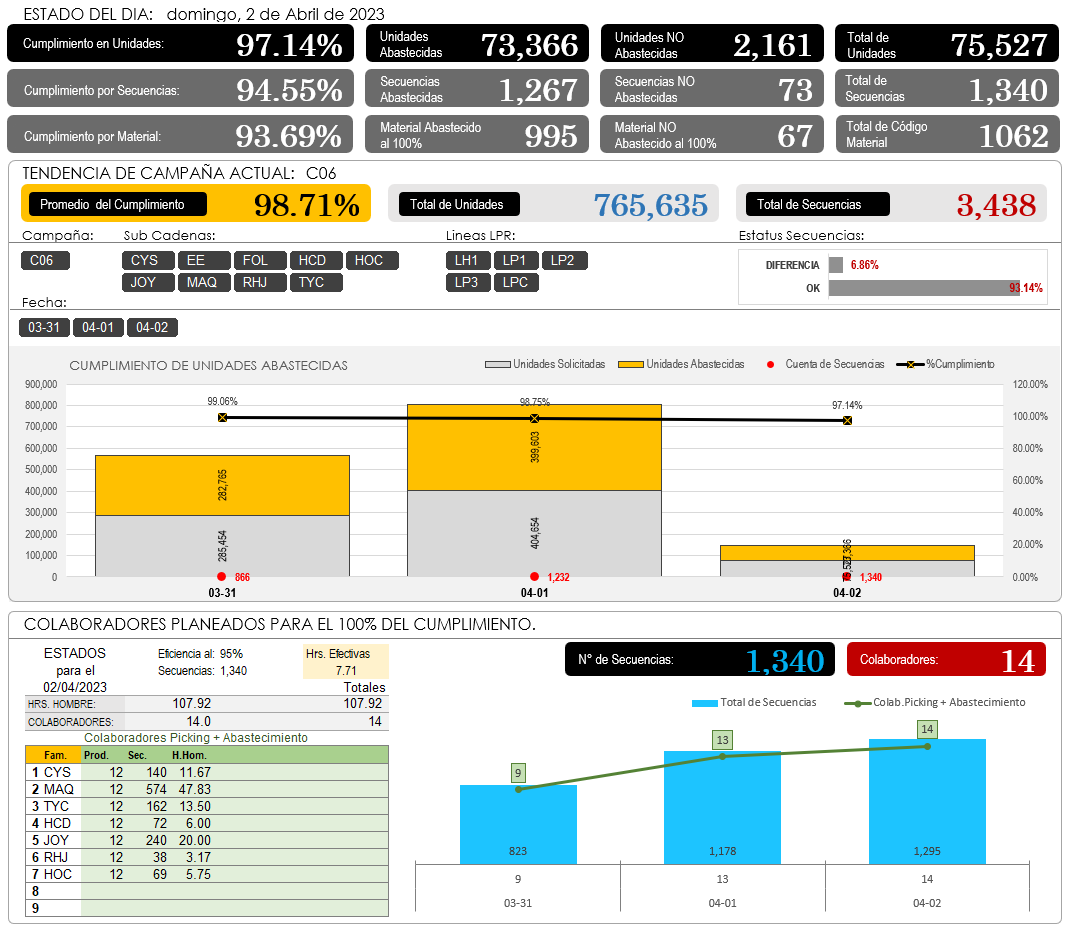 ESTADO DEL DIA: domingo, 2 de Abril de 2023
Cumplimiento en Unidades: 97.14%
Unidades Abastecidas 73,366
Unidades NO Abastecidas 2,161
Total de Unidades 75,527
Cumplimiento por Secuencias: 94.55%
Secuencias Abastecidas 1,267
Secuencias NO Abastecidas 73
Total de Secuencias 1,340
Cumplimiento por Material: 93.69%
Material Abastecido al 100% 995
Material NO Abastecido al 100% 67
Total de Código Material 1062
TENDENCIA DE CAMPAÑA ACTUAL: C06
Promedio del Cumplimiento 98.71%
Total de Unidades 765,635
Total de Secuencias 3,438
Campaña:
C06
Sub Cadenas:
CYS EE FOL HCD HOC
JOY MAQ RHJ TYC
Lineas LPR:
LH1 LP1 LP2
LP3 LPC
Estatus Secuencias:
DIFERENCIA 6.86%
OK 93.14%
Fecha:
03-31 04-01 04-02
CUMPLIMIENTO DE UNIDADES ABASTECIDAS
Unidades Solicitadas Unidades Abastecidas Cuenta de Secuencias %Cumplimiento
900,000
800,000
700,000
600,000
500,000
400,000
300,000
200,000
100,000
0
120.00%
100.00%
80.00%
60.00%
40.00%
20.00%
0.00%
99.06% 98.75% 97.14%
282,765
285,454
399,603
404,654
866 1,232 1,340
03-31 04-01 04-02
COLABORADORES PLANEADOS PARA EL 100% DEL CUMPLIMIENTO.
ESTADOS
para el
02/04/2023
Eficiencia al: 95%
Secuencias: 1,340
Hrs. Efectivas
7.71
Totales
HRS. HOMBRE: 107.92 107.92
COLABORADORES: 14.0 14
Colaboradores Picking + Abastecimiento
Fam. Prod. Sec. H.Hom.
1 CYS 12 140 11.67
2 MAQ 12 574 47.83
3 TYC 12 162 13.50
4 HCD 12 72 6.00
5 JOY 12 240 20.00
6 RHJ 12 38 3.17
7 HOC 12 69 5.75
8
9
N° de Secuencias: 1,340
Colaboradores: 14
Total de Secuencias Colab.Picking + Abastecimiento
9 13 14
823 1,178 1,295
9 13 14
03-31 04-01 04-02